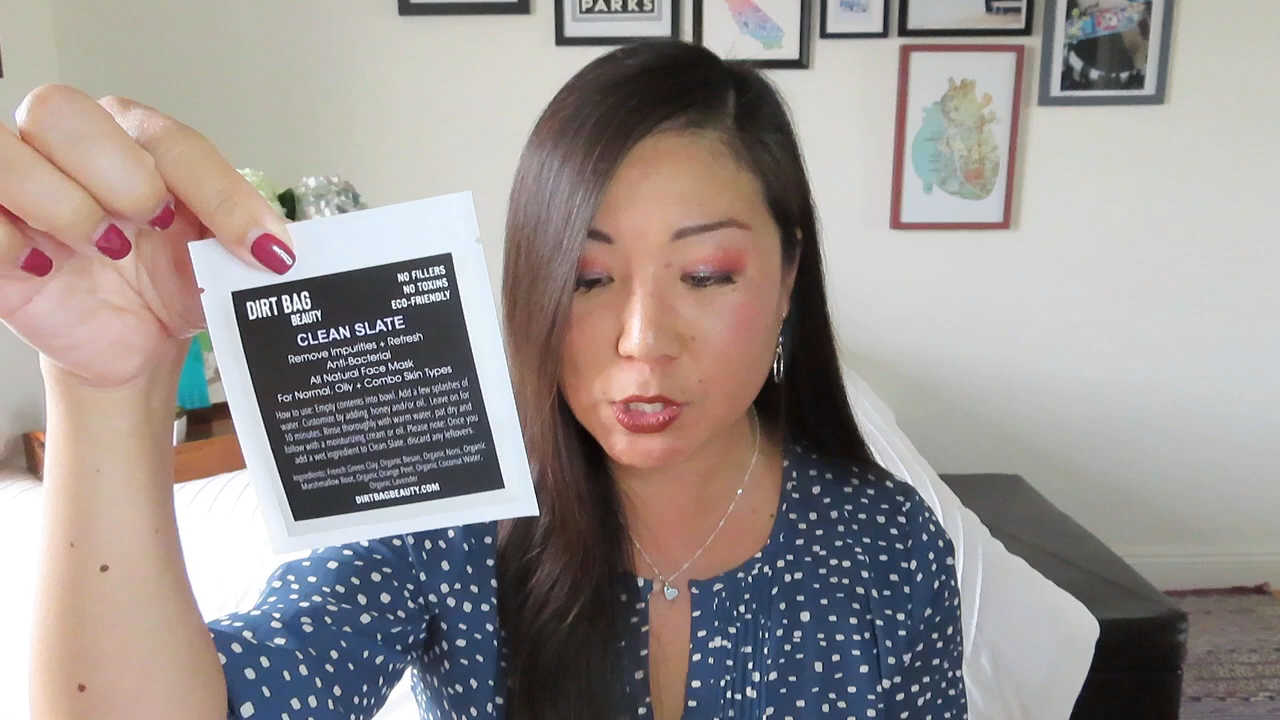 PARKS
NO FILLERS
NO TOXINS
ECO-FRIENDLY
DIRT BAG
BEAUTY
CLEAN SLATE
Remove Impurities + Refresh
Anti-Bacterial
All Natural Face Mask
For Normal, Oily + Combo Skin Types
How to use: Empty contents into bowl. Add a few splashes of
water. Customize by adding, honey and/or oil. Leave on for
10 minutes. Rinse thoroughly with warm water, pat dry and
follow with a moisturizing cream or oil. Please note: Once you
add a wet ingredient to Clean Slate, discard any leftovers.
Ingredients: French Green Clay, Organic Besan, Organic Noni, Organic
Marshmallow Root, Organic Orange Peel, Organic Coconut Water,
Organic Lavender
DIRTBAGBEAUTY.COM